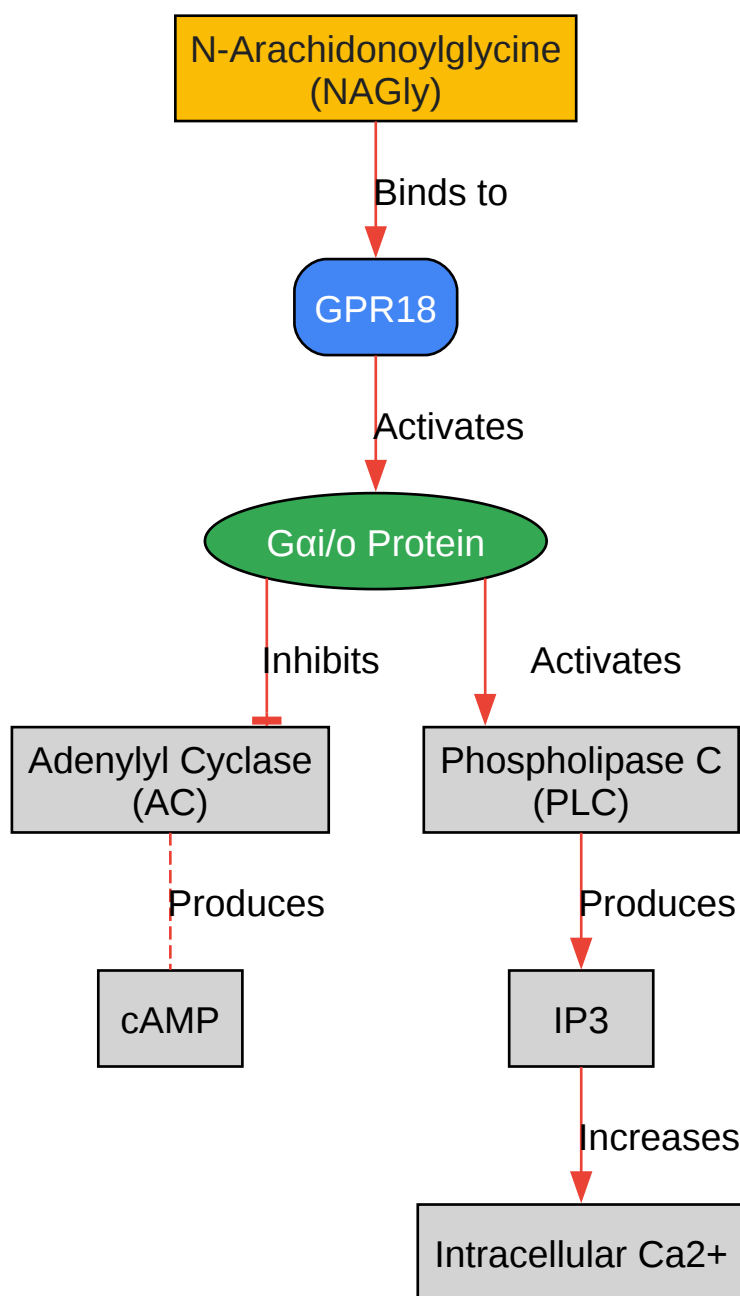 N-Arachidonoylglycine
(NAGly)
Binds to
GPR18
Activates
Gαi/o Protein
Inhibits
Activates
Adenylyl Cyclase
(AC)
Phospholipase C
(PLC)
Produces
Produces
cAMP
IP3
Increases
Intracellular Ca2+